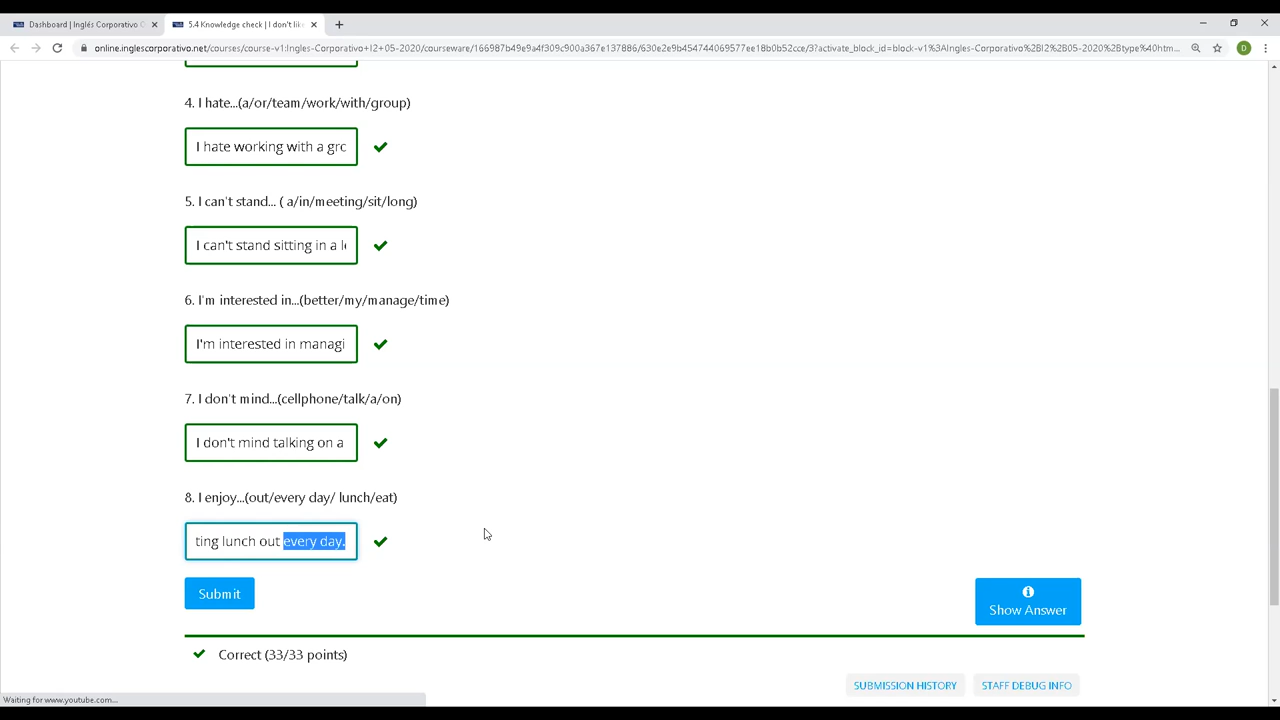 Dashboard | Inglés Corporativo
5.4 Knowledge check | I don't like
online.inglescorporativo.net/courses/course-v1:Ingles-Corporativo+I2+05-2020/courseware/166987b49e9a4f309c900a367e137886/630e2e9b454744069577ee18b0b52cce/3?activate_block_id=block-v1%3AIngles-Corporativo%2BI2%2B05-2020%2Btype%40htm...
D
4. I hate...(a/or/team/work/with/group)
I hate working with a gro
5. I can't stand... ( a/in/meeting/sit/long)
I can't stand sitting in a l
6. I'm interested in...(better/my/manage/time)
I'm interested in managi
7. I don't mind...(cellphone/talk/a/on)
I don't mind talking on a
8. I enjoy...(out/every day/ lunch/eat)
ting lunch out every day.
Submit
Show Answer
Correct (33/33 points)
SUBMISSION HISTORY STAFF DEBUG INFO
Waiting for www.youtube.com...